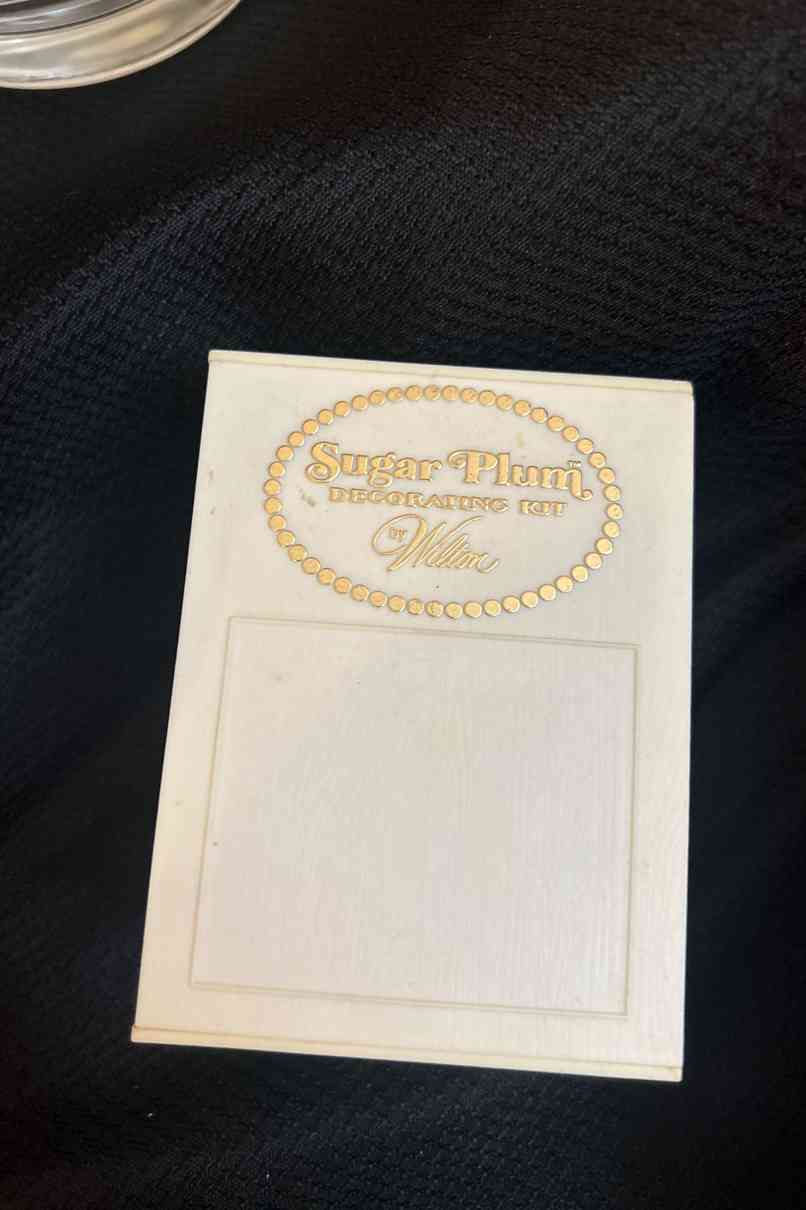 Sugar Plum™
DECORATING KIT
BY Wilton